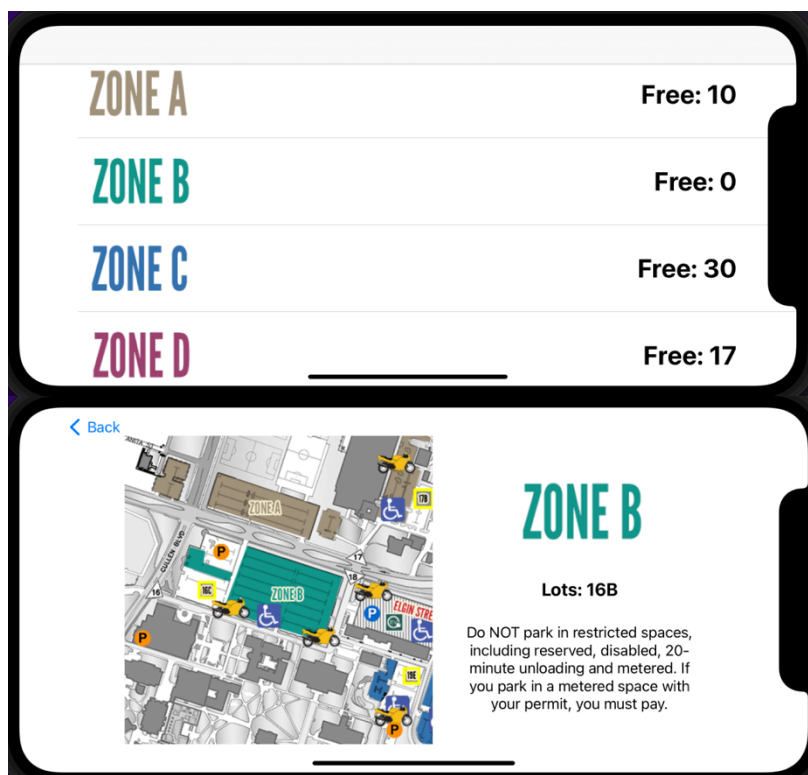 ZONE A
Free: 10
ZONE B
Free: 0
ZONE C
Free: 30
ZONE D
Free: 17
Back
ZONE A
17B
CULLEN BLVD
P
17
16
16C
ZONE B
18
P
ELGIN STRE
P
19E
P
ZONE B
Lots: 16B
Do NOT park in restricted spaces,
including reserved, disabled, 20-
minute unloading and metered. If
you park in a metered space with
your permit, you must pay.